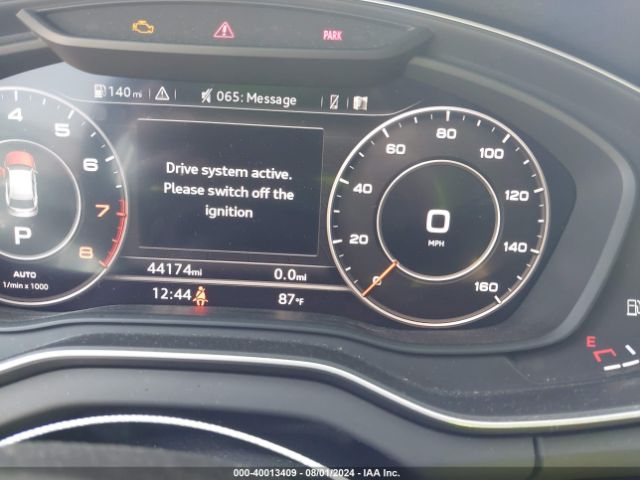 PARK
140 mi
065: Message
Drive system active.
Please switch off the
ignition
4
5
6
7
8
P
AUTO
1/min x 1000
0
20
40
60
80
100
120
140
160
0
MPH
44174mi
0.0mi
12:44
87°F
E
000-40013409 - 08/01/2024 - IAA Inc.